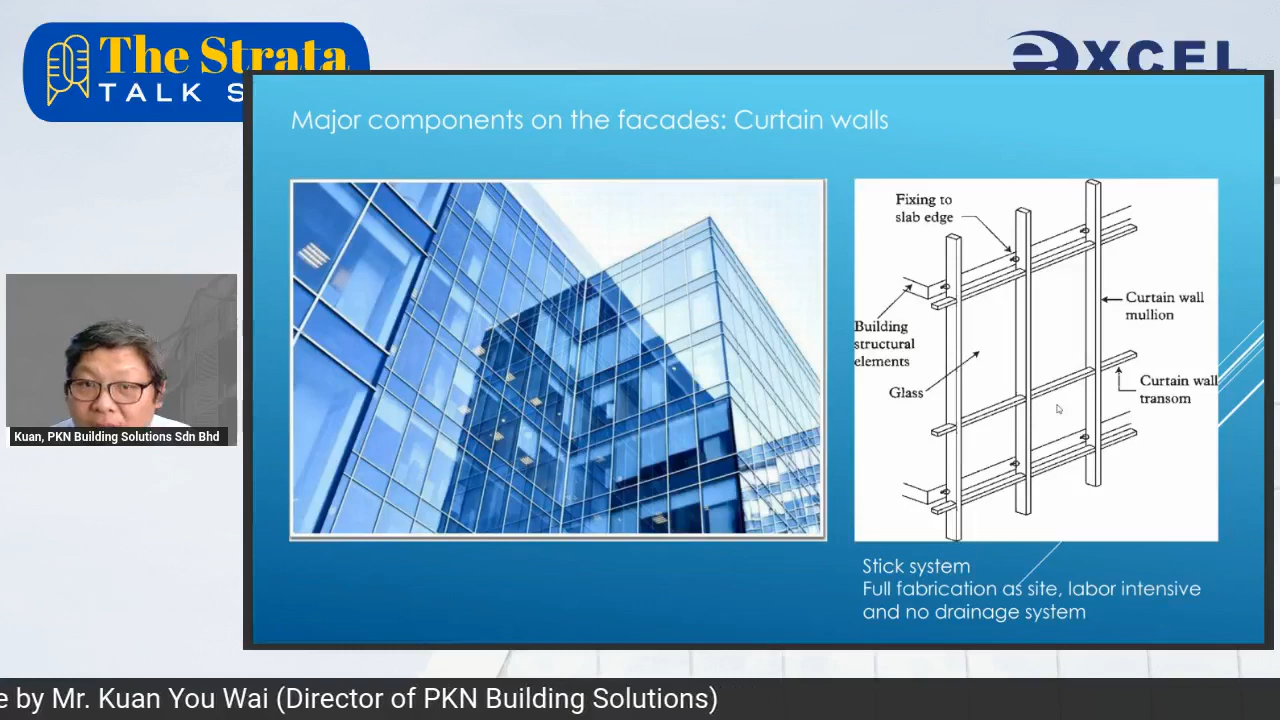 The Strata
TALK S
EXCEL
Major components on the facades: Curtain walls
Fixing to
slab edge
Building
structural
elements
Glass
Curtain wall
mullion
Curtain wall
transom
Stick system
Full fabrication as site, labor intensive
and no drainage system
Kuan, PKN Building Solutions Sdn Bhd
e by Mr. Kuan You Wai (Director of PKN Building Solutions)